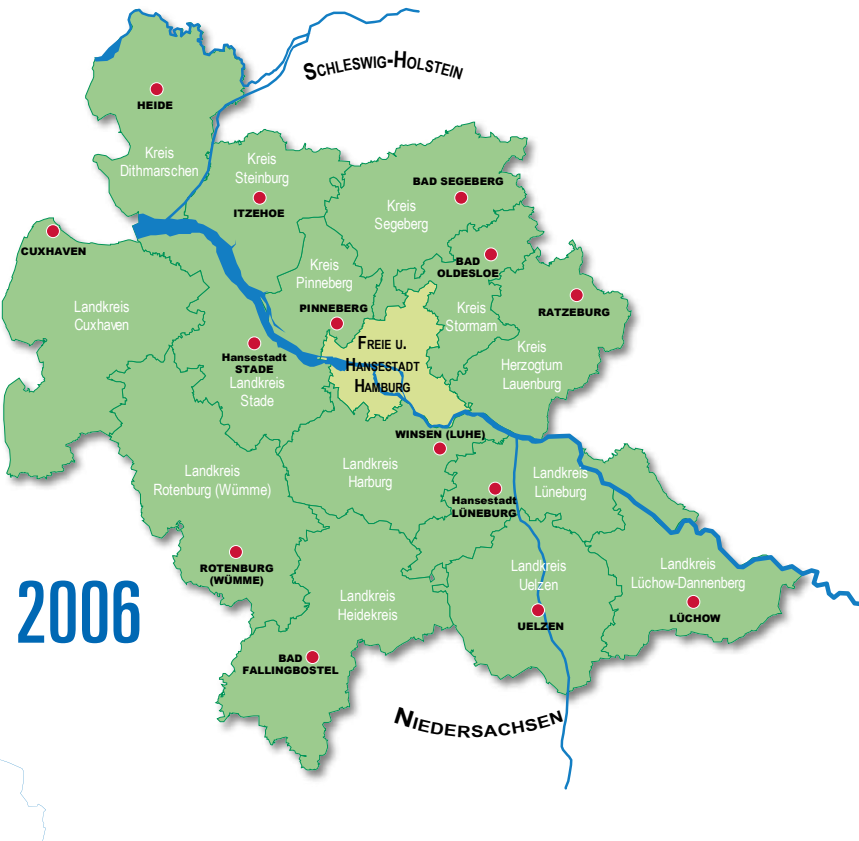 SCHLESWIG-HOLSTEIN
HEIDE
Kreis
Dithmarschen
Kreis
Steinburg
ITZEHOE
BAD SEGEBERG
Kreis
Segeberg
CUXHAVEN
Landkreis
Cuxhaven
Kreis
Pinneberg
PINNEBERG
BAD
OLDESLOE
Kreis
Stormarn
RATZEBURG
Kreis
Herzogtum
Lauenburg
FREIE U.
HANSESTADT
HAMBURG
Hansestadt
STADE
Landkreis
Stade
WINSEN (LUHE)
Landkreis
Harburg
Landkreis
Rotenburg (Wümme)
Hansestadt
LÜNEBURG
Landkreis
Lüneburg
ROTENBURG
(WÜMME)
Landkreis
Heidekreis
Landkreis
Uelzen
UELZEN
Landkreis
Lüchow-Dannenberg
LÜCHOW
2006
BAD
FALLINGBOSTEL
NIEDERSACHSEN